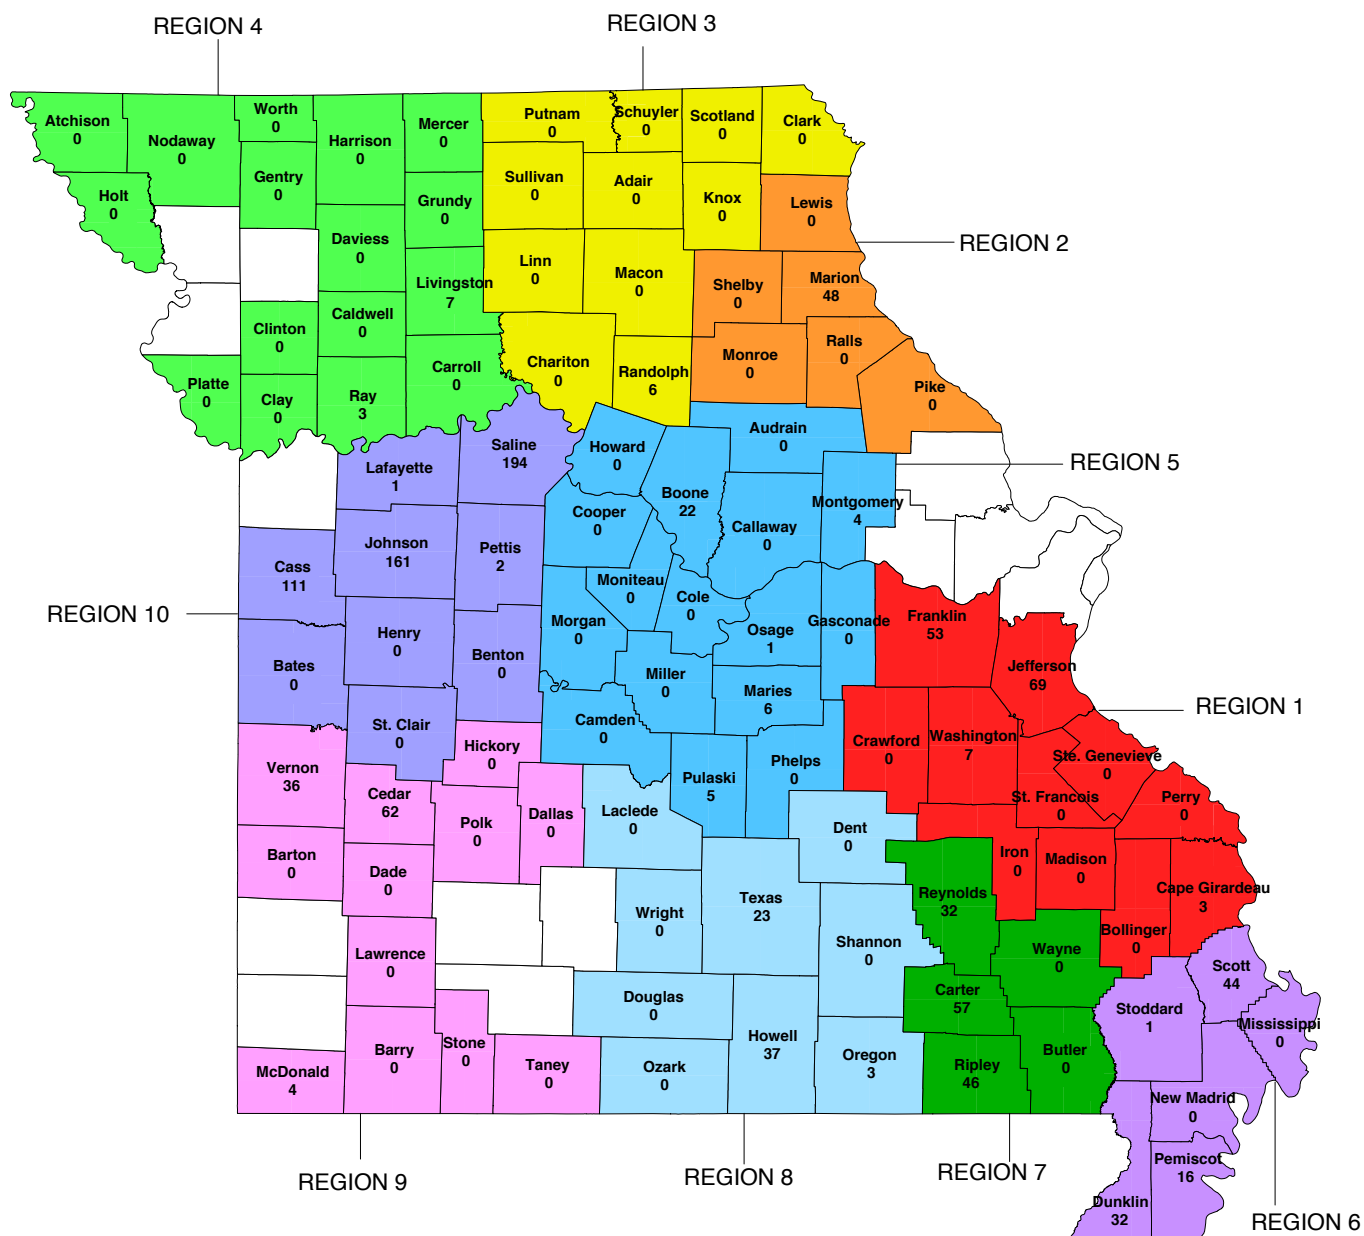 REGION 4
REGION 3
Atchison
0
Nodaway
0
Worth
0
Harrison
0
Mercer
0
Putnam
0
Schuyler
0
Scotland
0
Clark
0
Holt
0
Gentry
0
Grundy
0
Sullivan
0
Adair
0
Knox
0
Lewis
0
REGION 2
Daviess
0
Livingston
7
Linn
0
Macon
0
Shelby
0
Marion
48
Clinton
0
Caldwell
0
Chariton
0
Randolph
6
Monroe
0
Ralls
0
Pike
0
Platte
0
Clay
0
Ray
3
Carroll
0
Lafayette
1
Saline
194
Howard
0
Audrain
0
REGION 5
Boone
22
Cooper
0
Callaway
0
Montgomery
4
Cass
111
Johnson
161
Pettis
2
REGION 10
Moniteau
0
Cole
0
Morgan
0
Osage
1
Gasconade
0
Franklin
53
Henry
0
Benton
0
Bates
0
Miller
0
Maries
6
Jefferson
69
REGION 1
St. Clair
0
Hickory
0
Camden
0
Pulaski
5
Phelps
0
Crawford
0
Washington
7
Ste. Genevieve
0
St. Francois
0
Perry
0
Vernon
36
Cedar
62
Polk
0
Dallas
0
Laclede
0
Dent
0
Barton
0
Dade
0
Iron
0
Madison
0
Cape Girardeau
3
Wright
0
Texas
23
Reynolds
32
Shannon
0
Wayne
0
Bollinger
0
Lawrence
0
Scott
44
Douglas
0
Carter
57
Stoddard
1
Mississippi
0
McDonald
4
Barry
0
Stone
0
Taney
0
Ozark
0
Howell
37
Oregon
3
Ripley
46
Butler
0
New Madrid
0
Pemiscot
16
Dunklin
32
REGION 9
REGION 8
REGION 7
REGION 6